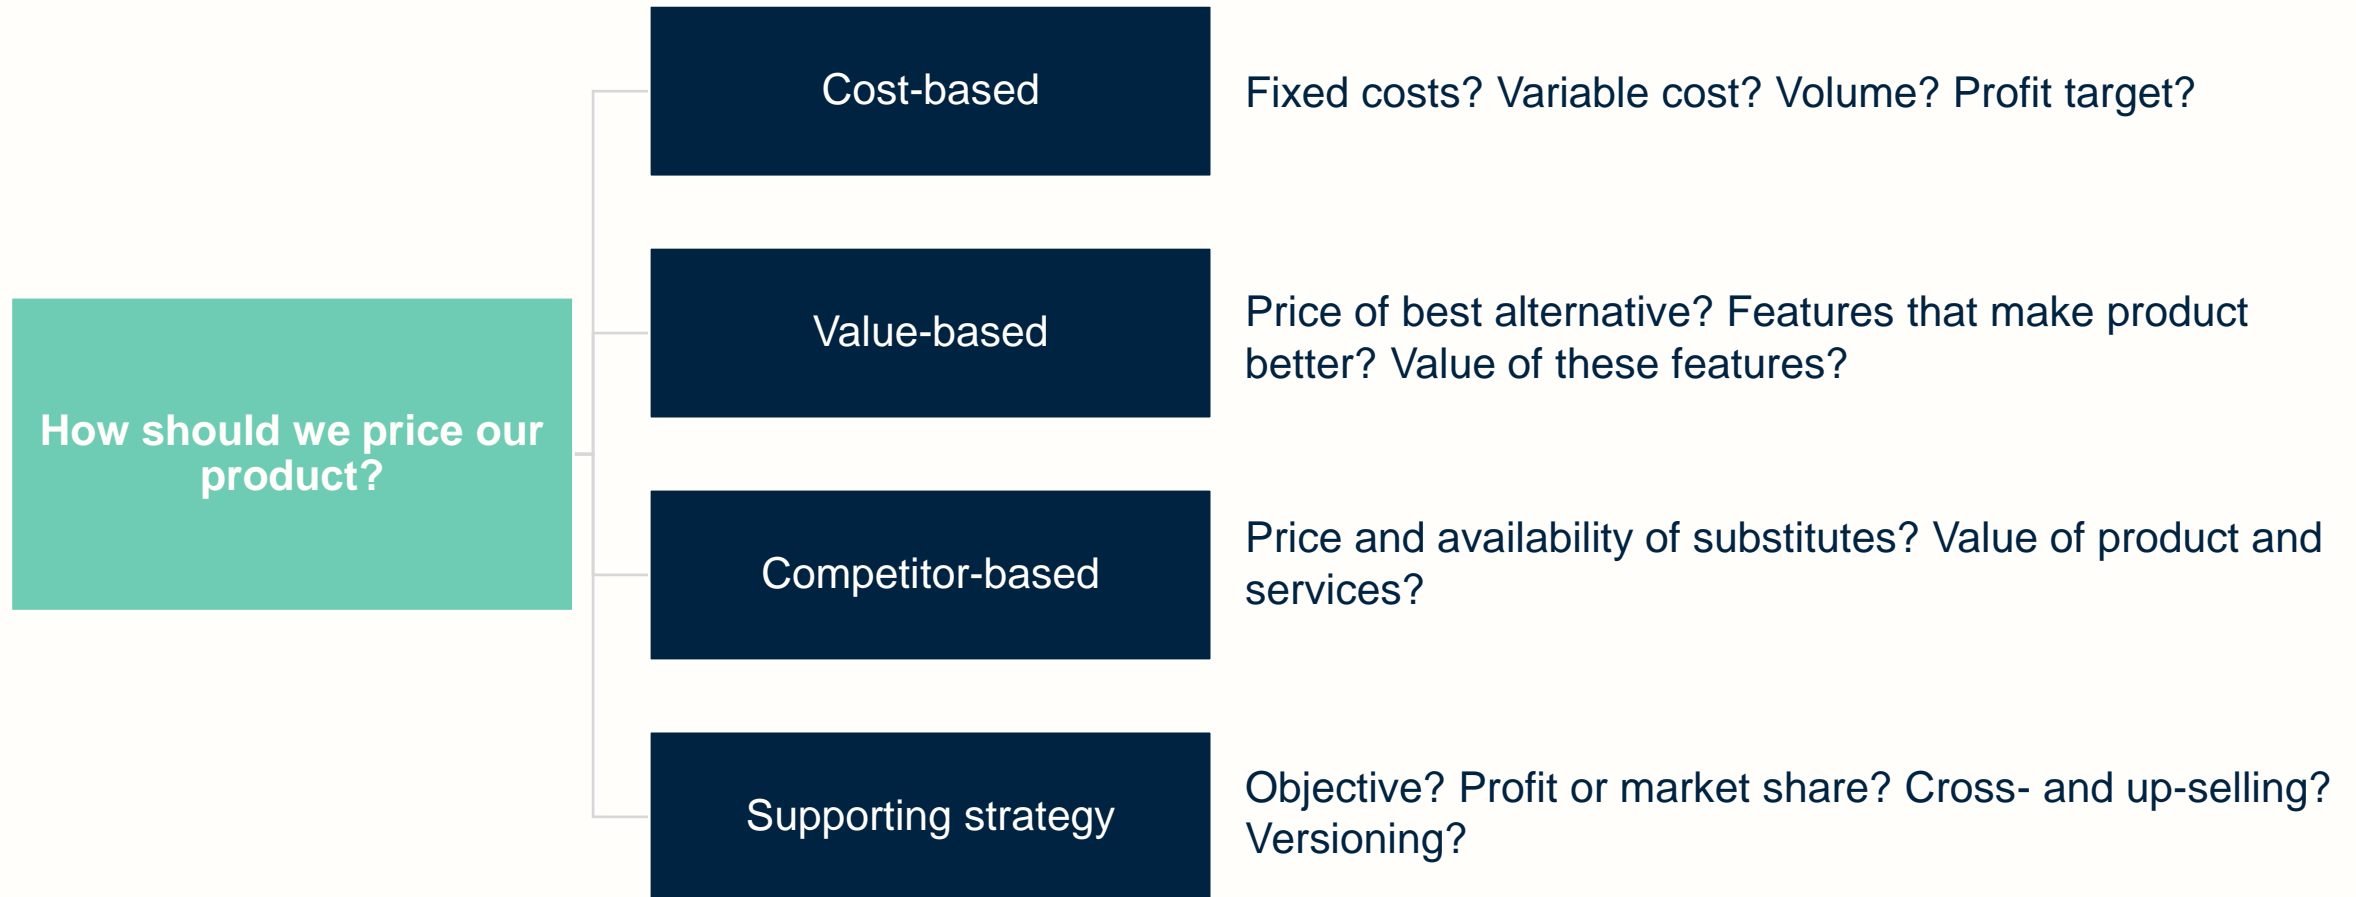 How should we price our
product?
Cost-based
Fixed costs? Variable cost? Volume? Profit target?
Value-based
Price of best alternative? Features that make product
better? Value of these features?
Competitor-based
Price and availability of substitutes? Value of product and
services?
Supporting strategy
Objective? Profit or market share? Cross- and up-selling?
Versioning?